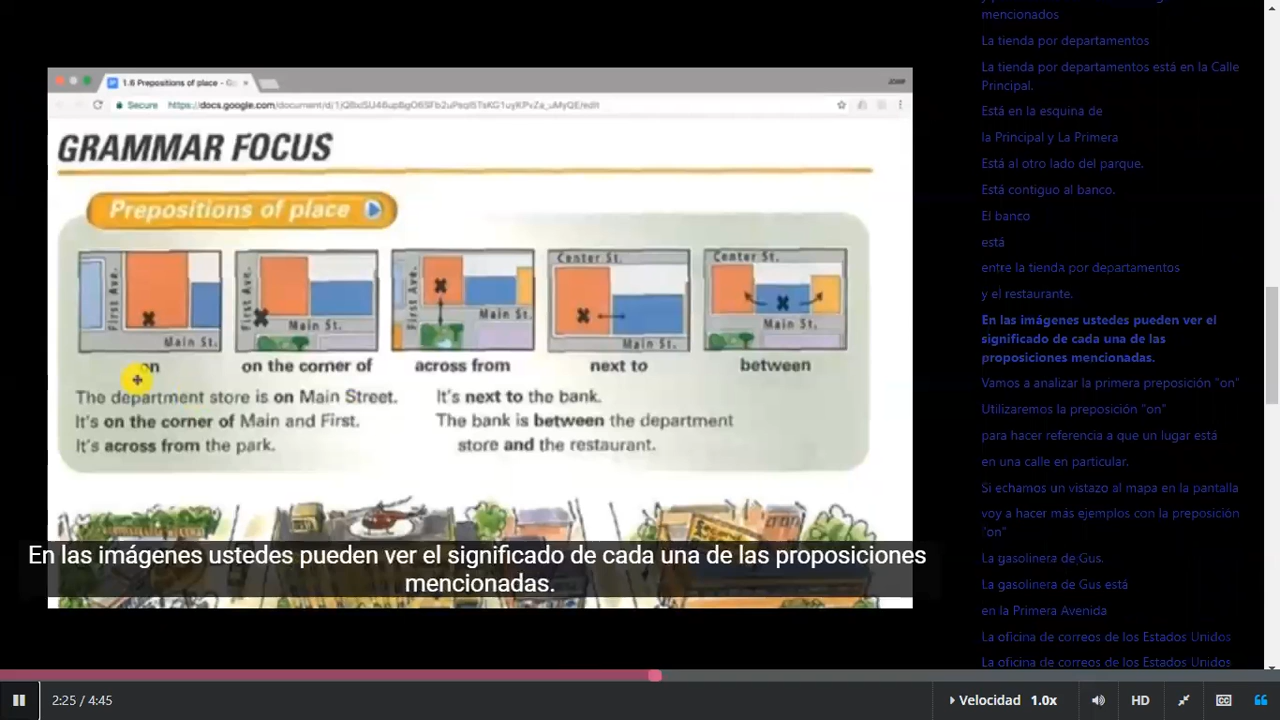 1.6 Prepositions of place - Go
Secure
GRAMMAR FOCUS
Prepositions of place
First Ave.
Main St.
First Ave.
Main St.
First Ave.
Main St.
Center St.
Main St.
Center St.
Main St.
on
on the corner of
across from
next to
between
The department store is on Main Street.
It's on the corner of Main and First.
It's across from the park.
It's next to the bank.
The bank is between the department
store and the restaurant.
En las imágenes ustedes pueden ver el significado de cada una de las proposiciones
mencionadas.
2:25 / 4:45
Velocidad 1.0x
HD
CC
mencionados
La tienda por departamentos
La tienda por departamentos está en la Calle
Principal.
Está en la esquina de
la Principal y La Primera
Está al otro lado del parque.
Está contiguo al banco.
El banco
está
entre la tienda por departamentos
y el restaurante.
En las imágenes ustedes pueden ver el
significado de cada una de las
proposiciones mencionadas.
Vamos a analizar la primera preposición "on"
Utilizaremos la preposición "on"
para hacer referencia a que un lugar está
en una calle en particular.
Si echamos un vistazo al mapa en la pantalla
voy a hacer más ejemplos con la preposición
"on"
La gasolinera de Gus.
La gasolinera de Gus está
en la Primera Avenida
La oficina de correos de los Estados Unidos
La oficina de correos de los Estados Unidos